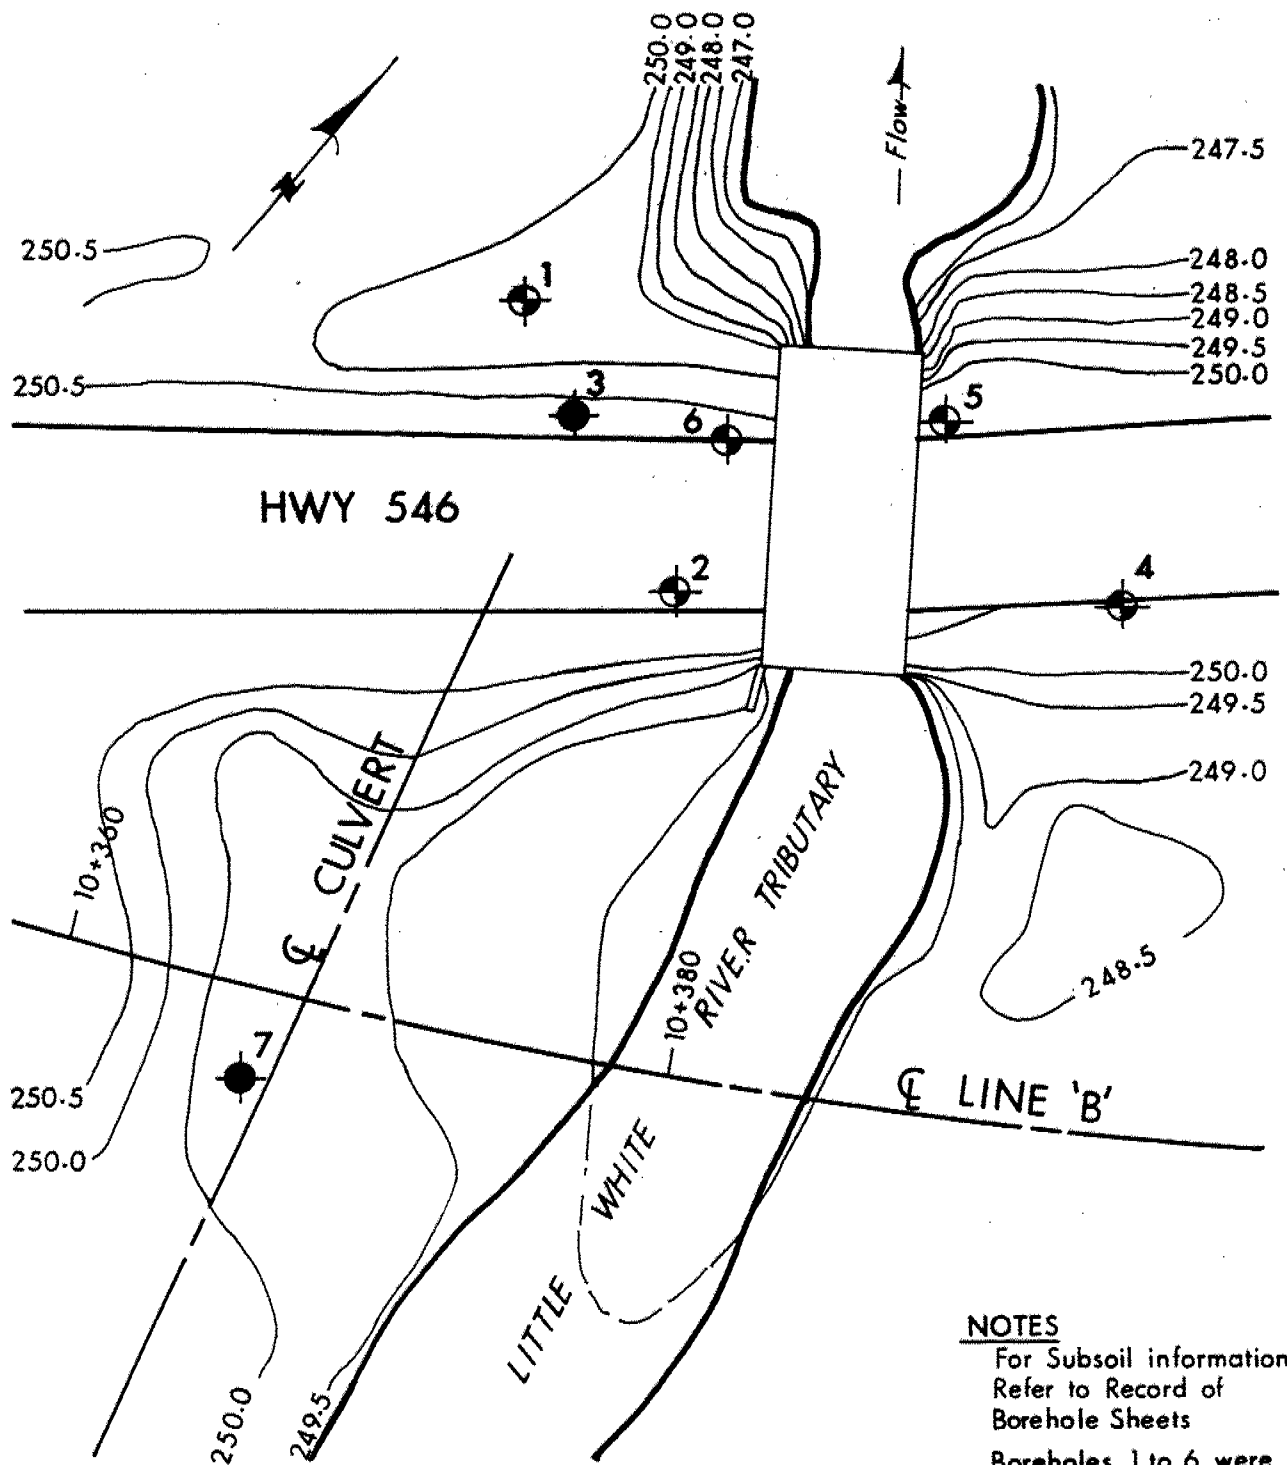 250.0
249.0
248.0
247.0
Flow
247.5
N
250.5
248.0
248.5
249.0
249.5
250.0
1
250.5
3
6
5
HWY 546
2
4
250.0
249.5
249.0
10+360
℄ CULVERT
LITTLE WHITE RIVER TRIBUTARY
10+380
248.5
7
℄ LINE 'B'
250.5
250.0
250.0
249.5
NOTES
For Subsoil information
Refer to Record of
Borehole Sheets
Boreholes 1 to 6 were